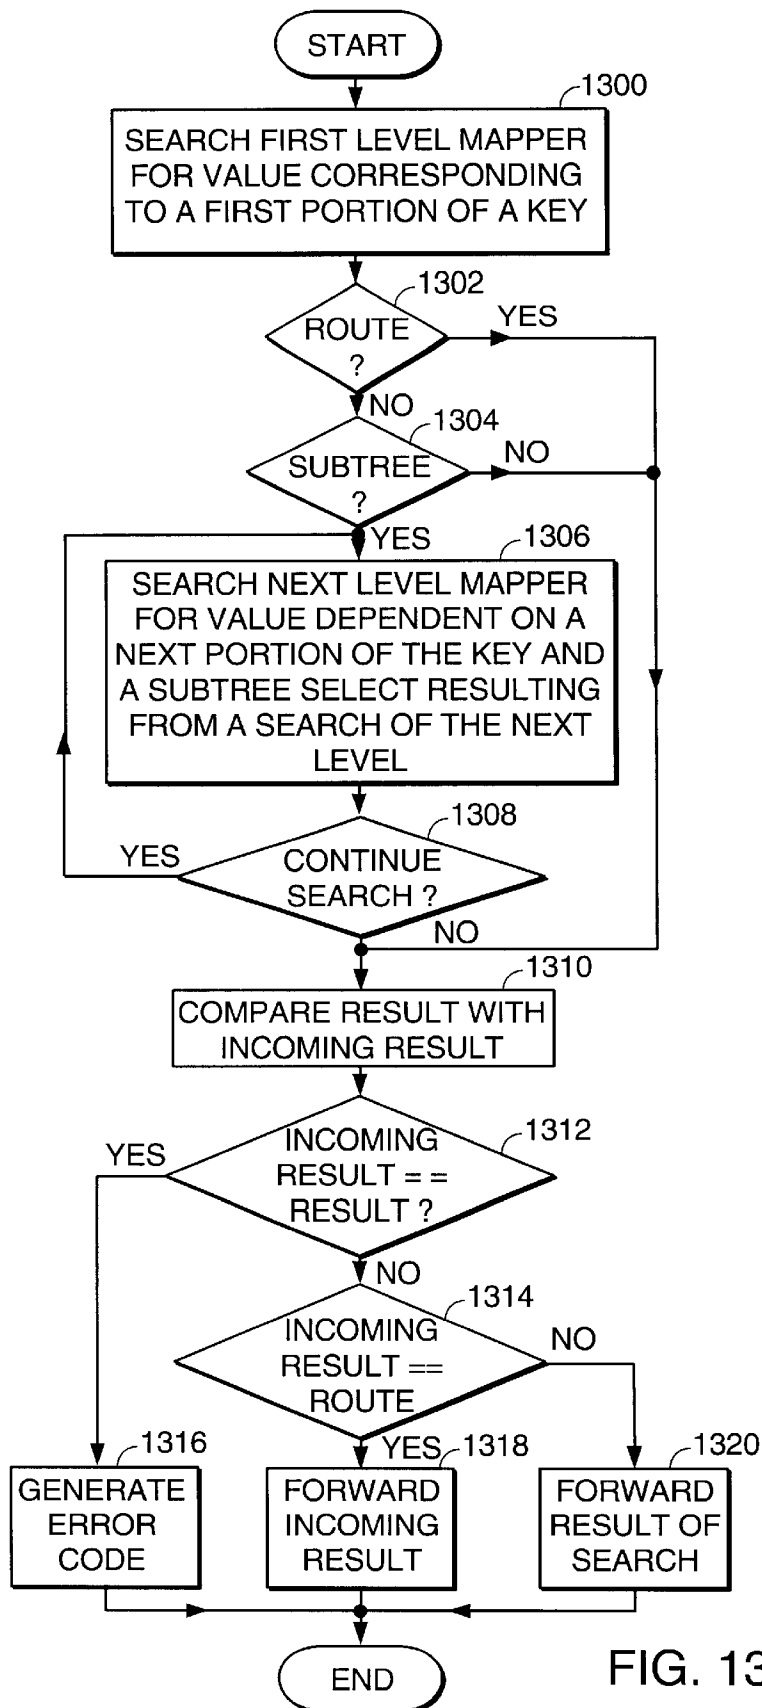 START
1300
SEARCH FIRST LEVEL MAPPER
FOR VALUE CORRESPONDING
TO A FIRST PORTION OF A KEY
1302
ROUTE
?
YES
NO
1304
SUBTREE
?
NO
YES
1306
SEARCH NEXT LEVEL MAPPER
FOR VALUE DEPENDENT ON A
NEXT PORTION OF THE KEY AND
A SUBTREE SELECT RESULTING
FROM A SEARCH OF THE NEXT
LEVEL
1308
YES
CONTINUE
SEARCH ?
NO
1310
COMPARE RESULT WITH
INCOMING RESULT
1312
YES
INCOMING
RESULT = =
RESULT ?
NO
1314
INCOMING
RESULT ==
ROUTE
NO
YES
1316
GENERATE
ERROR
CODE
1318
FORWARD
INCOMING
RESULT
1320
FORWARD
RESULT OF
SEARCH
END
FIG. 13